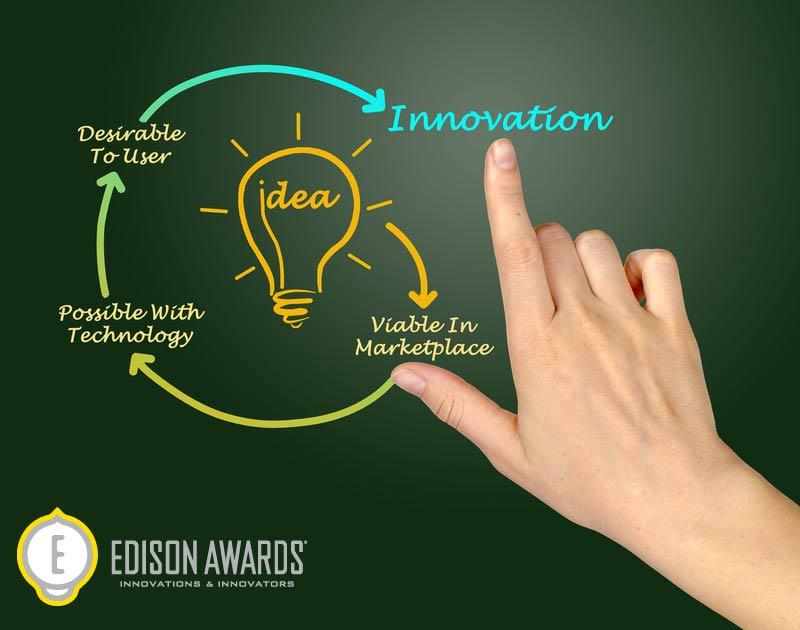 Innovation
Desirable
To User
idea
Possible With
Technology
Viable In
Marketplace
E
EDISON AWARDS®
INNOVATIONS & INNOVATORS